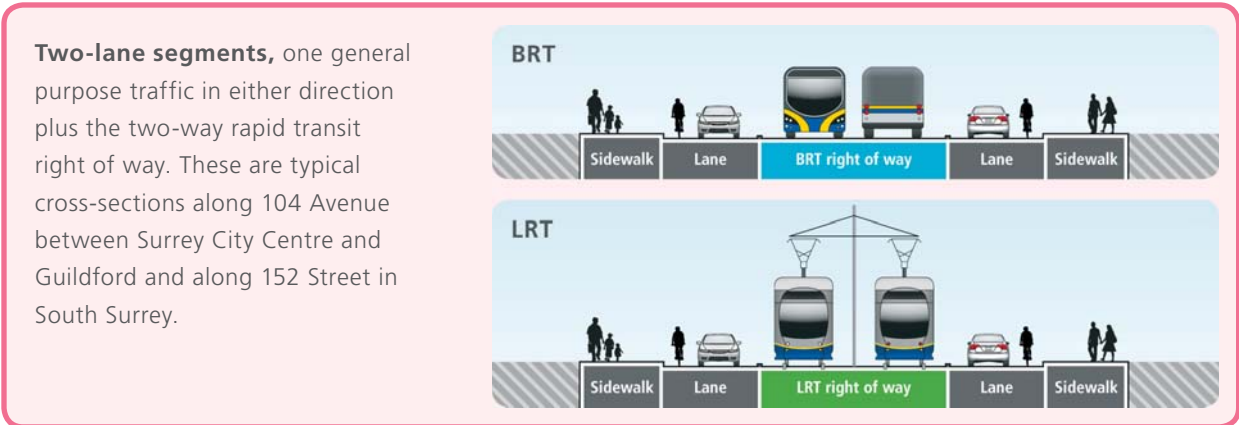 Two-lane segments, one general
purpose traffic in either direction
plus the two-way rapid transit
right of way. These are typical
cross-sections along 104 Avenue
between Surrey City Centre and
Guildford and along 152 Street in
South Surrey.
BRT
Sidewalk Lane BRT right of way Lane Sidewalk
LRT
Sidewalk Lane LRT right of way Lane Sidewalk